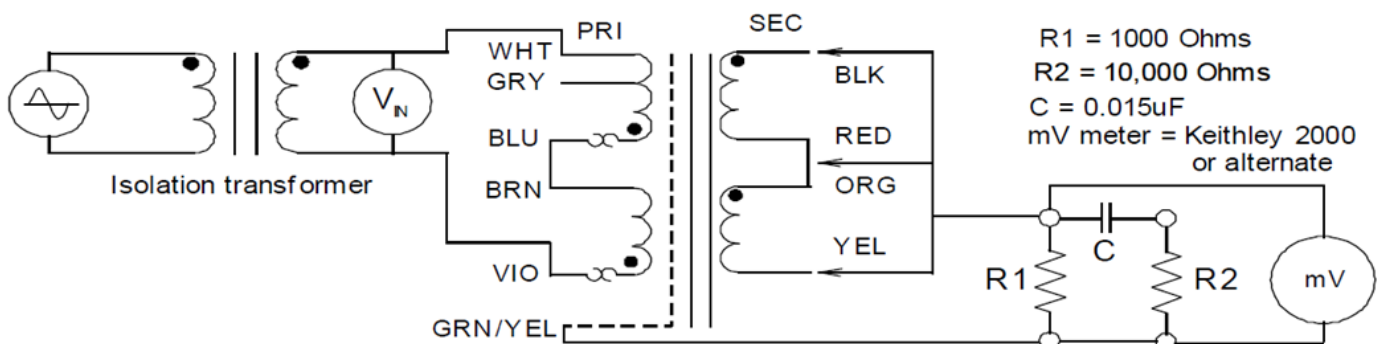 PRI
SEC
WHT
GRY
BLU
BRN
VIO
GRN/YEL
V IN
Isolation transformer
BLK
RED
ORG
YEL
R1 = 1000 Ohms
R2 = 10,000 Ohms
C = 0.015uF
mV meter = Keithley 2000
or alternate
C
R1
R2
mV